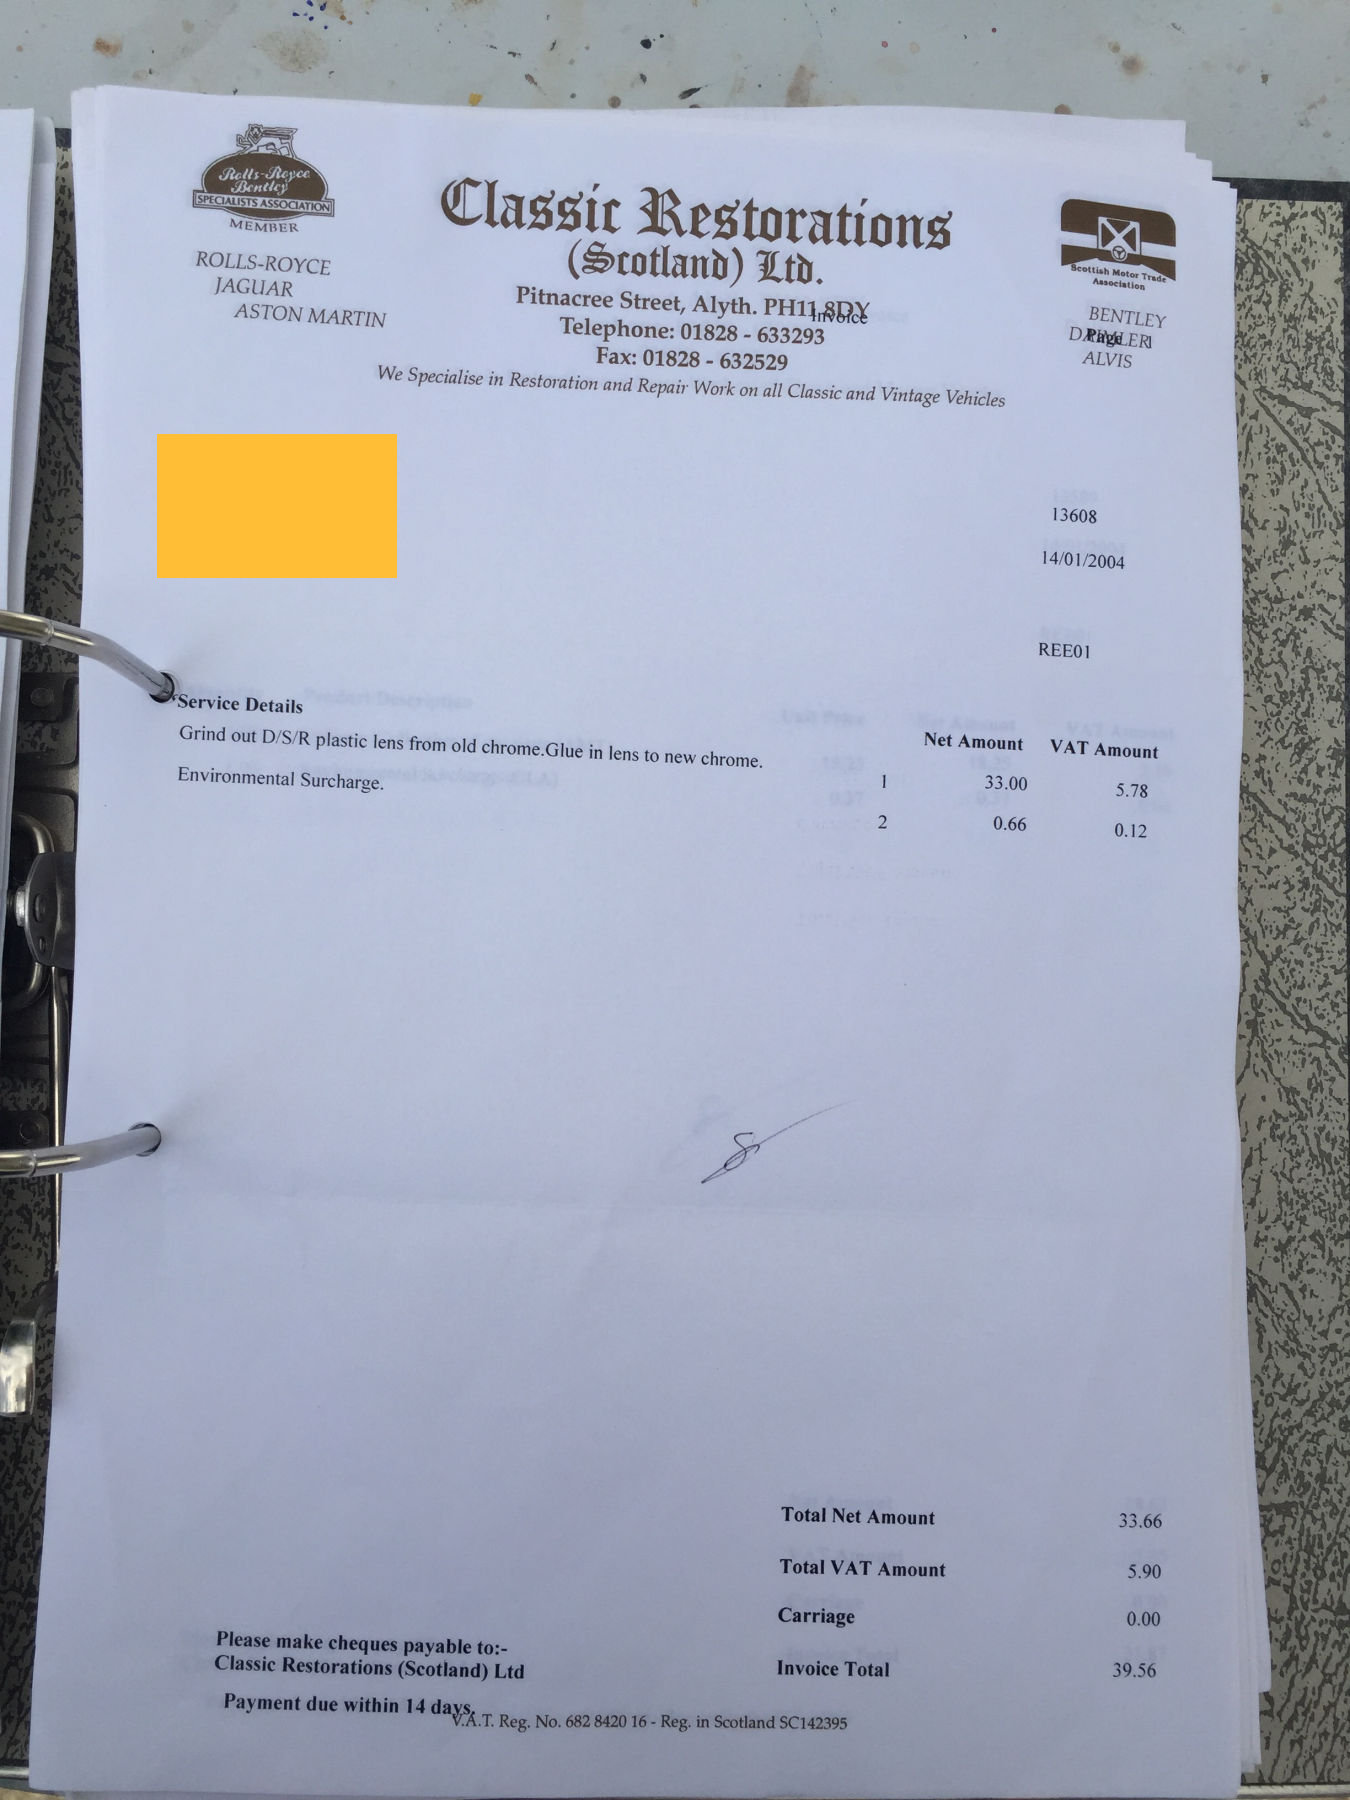 Rolls-Royce
Bentley
SPECIALISTS ASSOCIATION
MEMBER
ROLLS-ROYCE
JAGUAR
ASTON MARTIN
Classic Restorations
(Scotland) Ltd.
Pitnacree Street, Alyth. PH11 8DY
Invoice
Telephone: 01828 - 633293
Fax: 01828 - 632529
We Specialise in Restoration and Repair Work on all Classic and Vintage Vehicles
Scottish Motor Trade
Association
BENTLEY
DAIMLER
Page 1
ALVIS
13608
14/01/2004
REE01
Service Details
Net Amount VAT Amount
Grind out D/S/R plastic lens from old chrome.Glue in lens to new chrome.
1 33.00 5.78
Environmental Surcharge.
2 0.66 0.12
Total Net Amount 33.66
Total VAT Amount 5.90
Carriage 0.00
Invoice Total 39.56
Please make cheques payable to:-
Classic Restorations (Scotland) Ltd
Payment due within 14 days.
V.A.T. Reg. No. 682 8420 16 - Reg. in Scotland SC142395